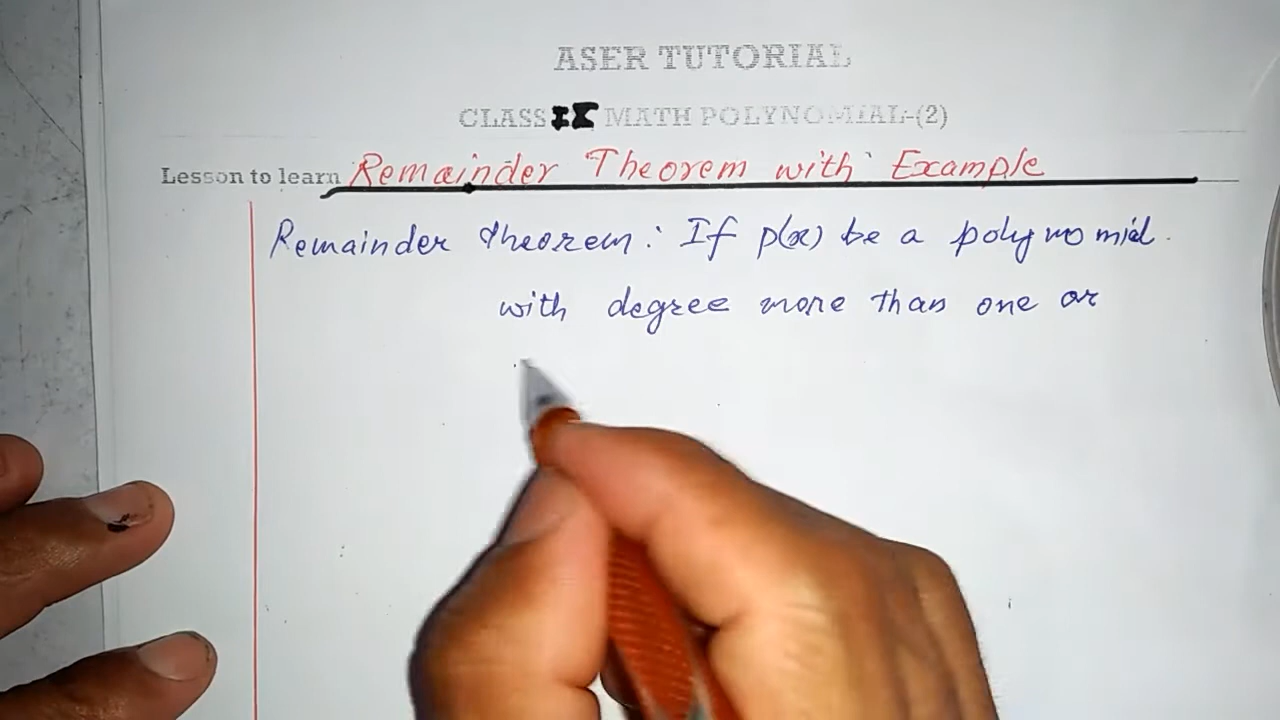 ASER TUTORIAL
CLASS IX MATH POLYNOMIAL-(2)
Lesson to learn Remainder Theorem with Example
Remainder theorem: If p(x) be a polynomial
with degree more than one or